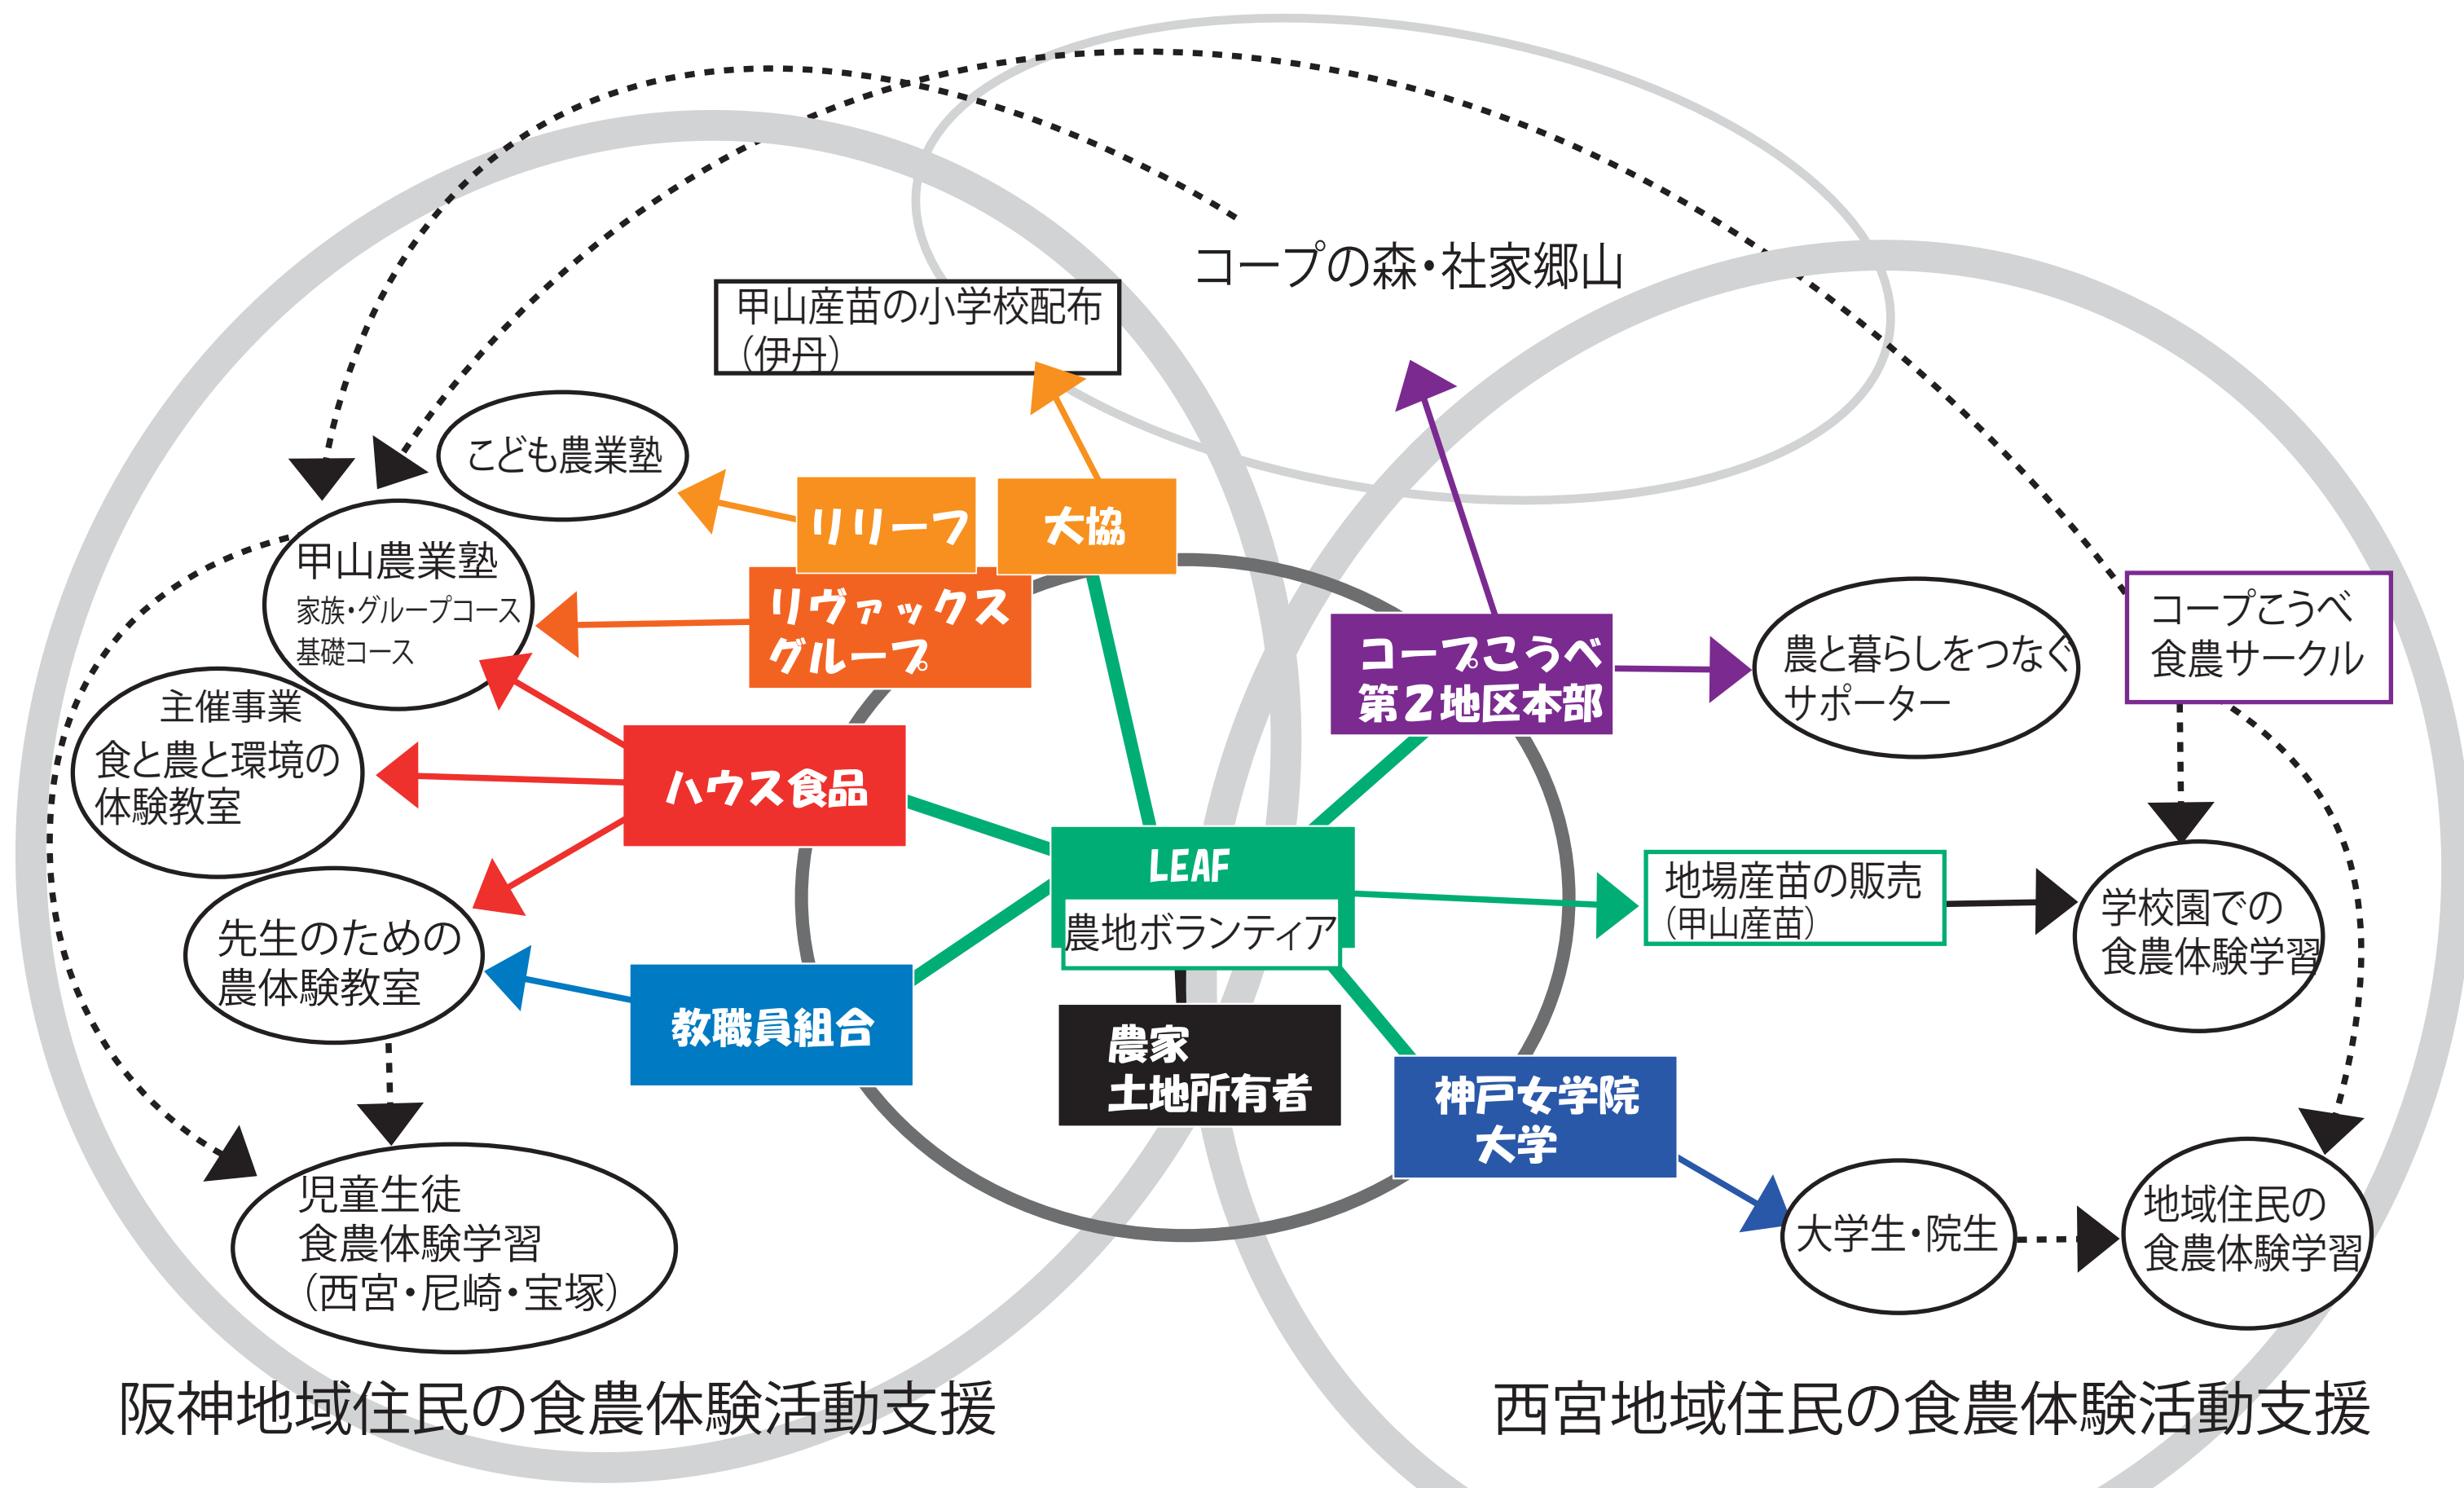 コープの森・社家郷山
甲山産苗の小学校配布
（伊丹）
こども農業塾
リリーフ
大協
甲山農業塾
家族・グループコース
基礎コース
リヴァックス
グループ
コープこうべ
第2地区本部
農と暮らしをつなぐ
サポーター
コープこうべ
食農サークル
主催事業
食と農と環境の
体験教室
ハウス食品
LEAF
農地ボランティア
地場産苗の販売
（甲山産苗）
学校園での
食農体験学習
先生のための
農体験教室
教職員組合
農家
土地所有者
神戸女学院
大学
児童生徒
食農体験学習
（西宮・尼崎・宝塚）
大学生・院生
地域住民の
食農体験学習
阪神地域住民の食農体験活動支援
西宮地域住民の食農体験活動支援